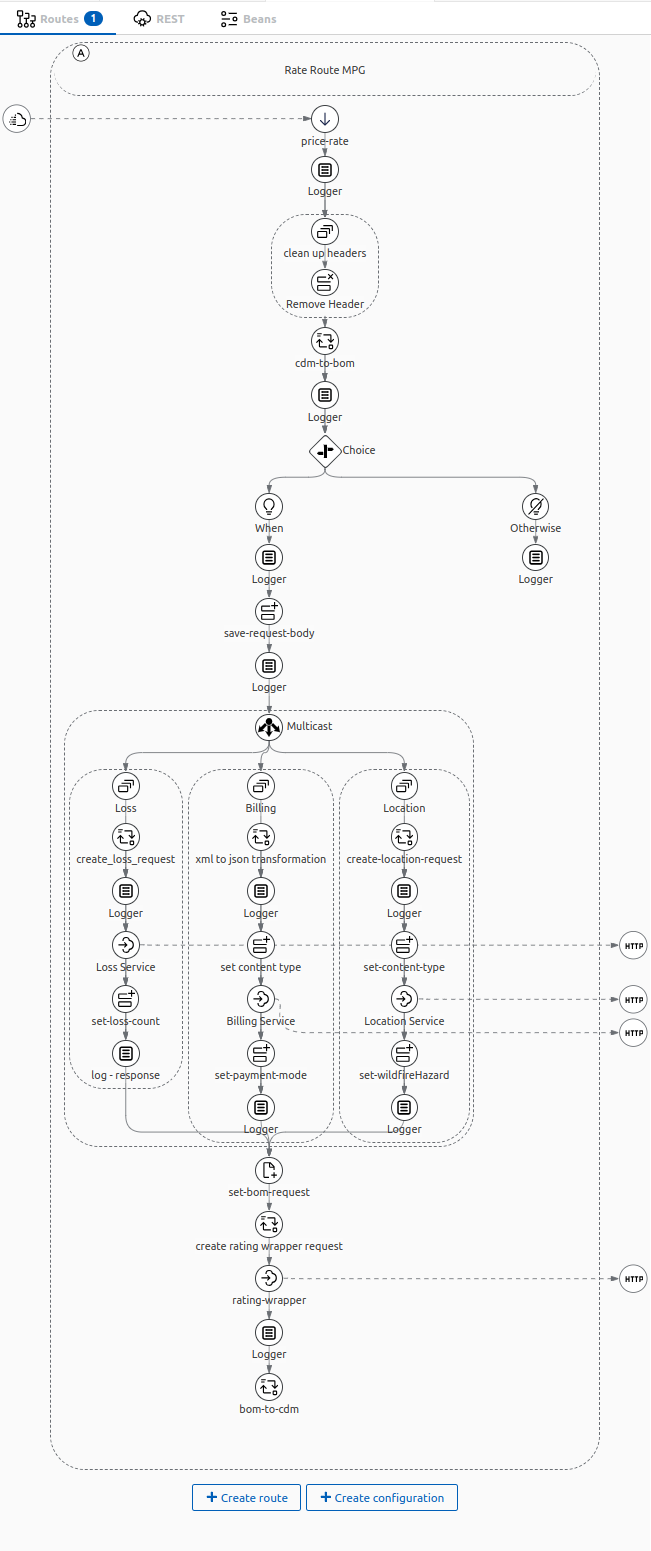 Routes 1 REST Beans
A
Rate Route MPG
price-rate
Logger
clean up headers
Remove Header
cdm-to-bom
Logger
Choice
When Otherwise
Logger Logger
save-request-body
Logger
Multicast
Loss Billing Location
create_loss_request xml to json transformation create-location-request
Logger Logger Logger
HTTP
Loss Service set content type set-content-type
HTTP
set-loss-count Billing Service Location Service
HTTP
log - response set-payment-mode set-wildfireHazard
Logger Logger
set-bom-request
create rating wrapper request
HTTP
rating-wrapper
Logger
bom-to-cdm
+ Create route + Create configuration